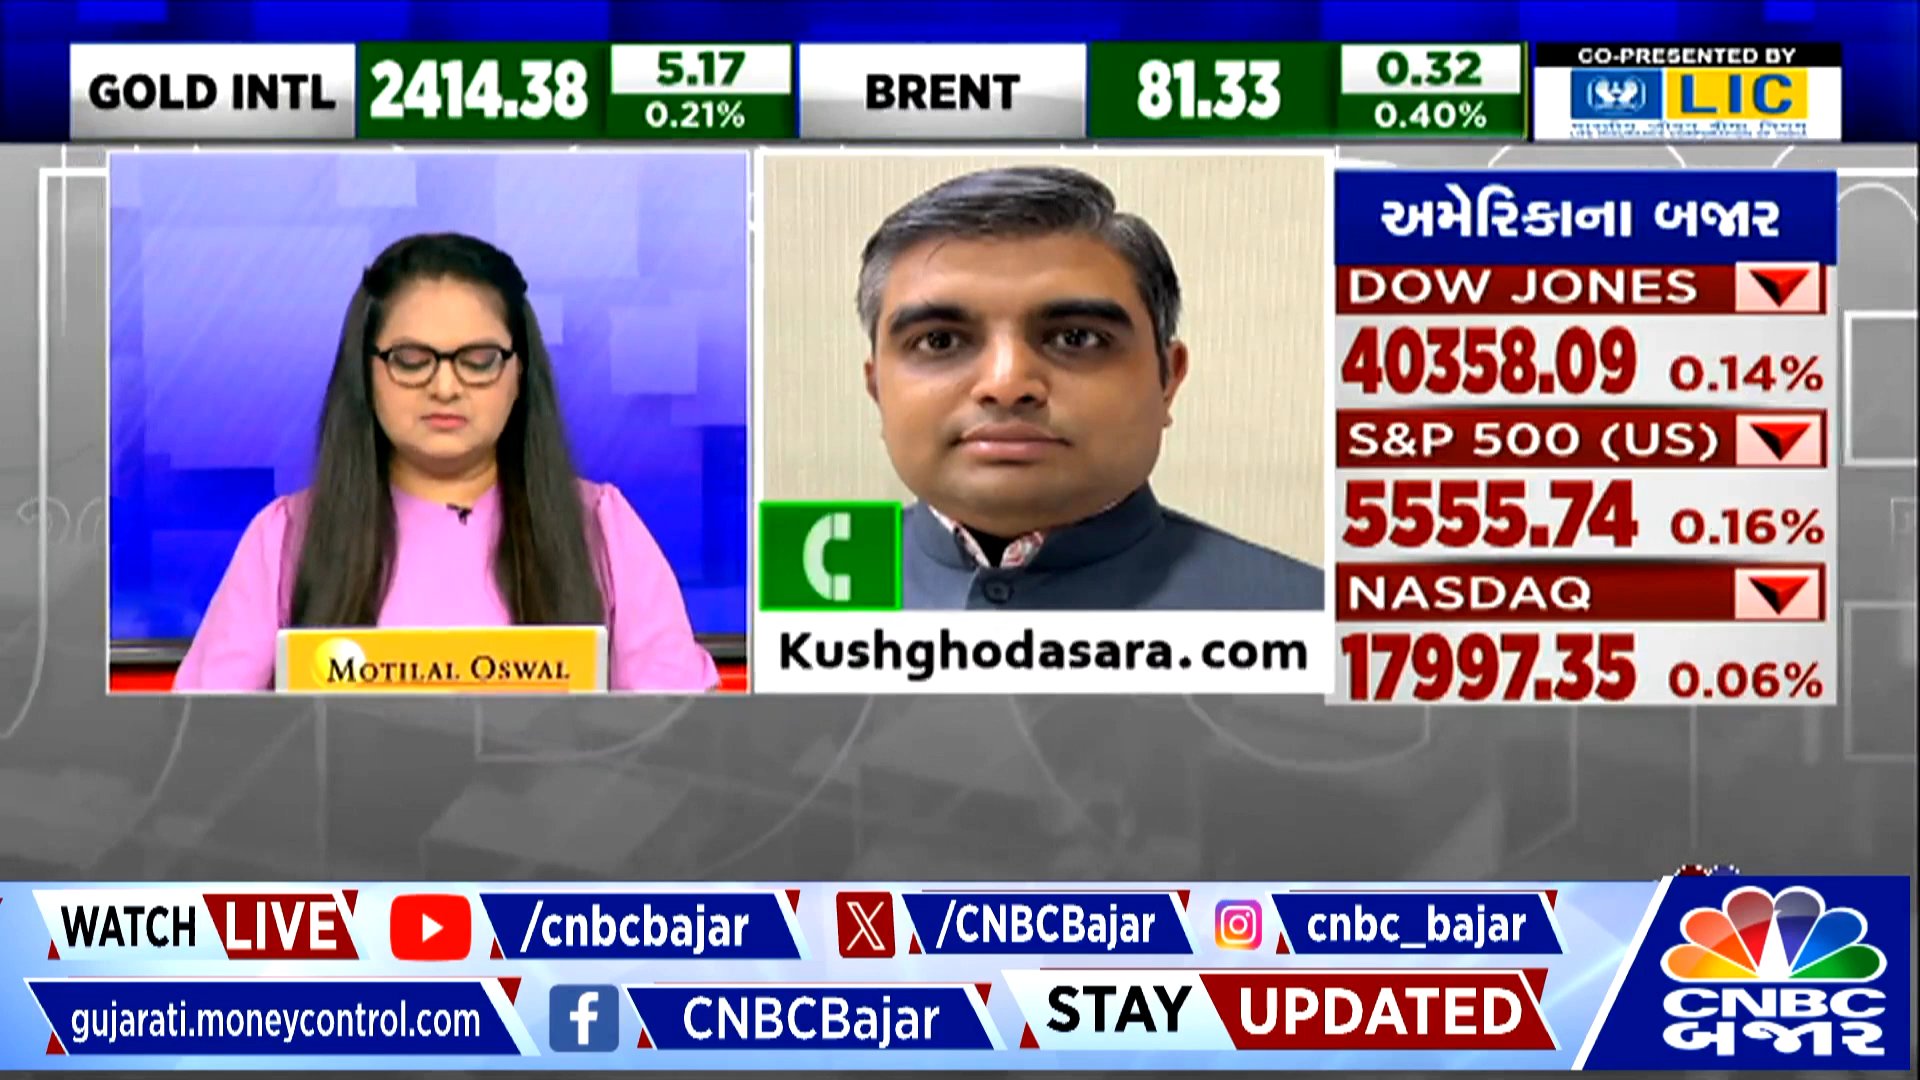 GOLD INTL 2414.38 5.17 0.21%
BRENT 81.33 0.32 0.40%
CO-PRESENTED BY
LIC
અમેરિકાના બજાર
DOW JONES
40358.09 0.14%
S&P 500 (US)
5555.74 0.16%
NASDAQ
17997.35 0.06%
MOTILAL OSWAL
Kushghodasara.com
WATCH LIVE /cnbcbajar /CNBCBajar cnbc_bajar
gujarati.moneycontrol.com CNBCBajar STAY UPDATED
CNBC
બજાર